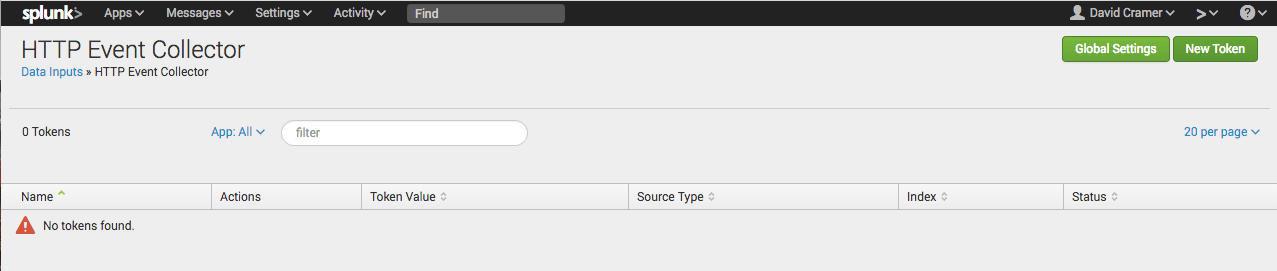 splunk> Apps Messages Settings Activity Find David Cramer >_ ?
HTTP Event Collector Global Settings New Token
Data Inputs » HTTP Event Collector
0 Tokens App: All filter 20 per page
Name Actions Token Value Source Type Index Status
No tokens found.